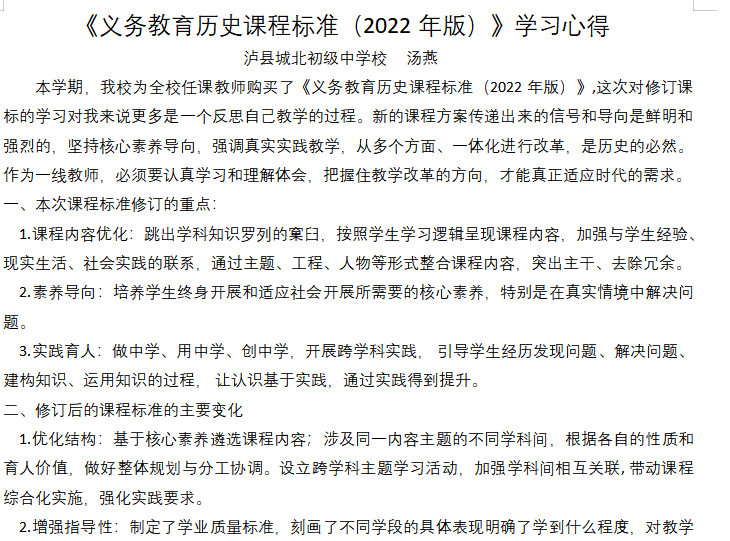 《义务教育历史课程标准（2022 年版）》学习心得
泸县城北初级中学校 汤燕
本学期，我校为全校任课教师购买了《义务教育历史课程标准（2022 年版）》,这次对修订课
标的学习对我来说更多是一个反思自己教学的过程。新的课程方案传递出来的信号和导向是鲜明和
强烈的，坚持核心素养导向，强调真实实践教学，从多个方面、一体化进行改革，是历史的必然。
作为一线教师，必须要认真学习和理解体会，把握住教学改革的方向，才能真正适应时代的需求。
一、本次课程标准修订的重点：
1.课程内容优化：跳出学科知识罗列的窠臼，按照学生学习逻辑呈现课程内容，加强与学生经验、
现实生活、社会实践的联系，通过主题、工程、人物等形式整合课程内容，突出主干、去除冗余。
2.素养导向：培养学生终身开展和适应社会开展所需要的核心素养，特别是在真实情境中解决问
题。
3.实践育人：做中学、用中学、创中学，开展跨学科实践， 引导学生经历发现问题、解决问题、
建构知识、运用知识的过程， 让认识基于实践，通过实践得到提升。
二、修订后的课程标准的主要变化
1.优化结构：基于核心素养遴选课程内容；涉及同一内容主题的不同学科间，根据各自的性质和
育人价值，做好整体规划与分工协调。设立跨学科主题学习活动，加强学科间相互关联, 带动课程
综合化实施，强化实践要求。
2.增强指导性：制定了学业质量标准，刻画了不同学段的具体表现明确了学到什么程度，对教学